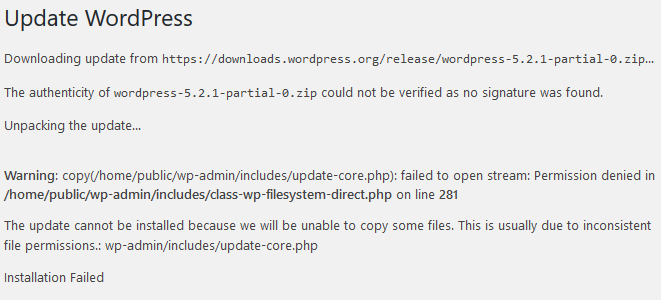 Update WordPress
Downloading update from https://downloads.wordpress.org/release/wordpress-5.2.1-partial-0.zip…
The authenticity of wordpress-5.2.1-partial-0.zip could not be verified as no signature was found.
Unpacking the update…
Warning: copy(/home/public/wp-admin/includes/update-core.php): failed to open stream: Permission denied in
/home/public/wp-admin/includes/class-wp-filesystem-direct.php on line 281
The update cannot be installed because we will be unable to copy some files. This is usually due to inconsistent
file permissions.: wp-admin/includes/update-core.php
Installation Failed